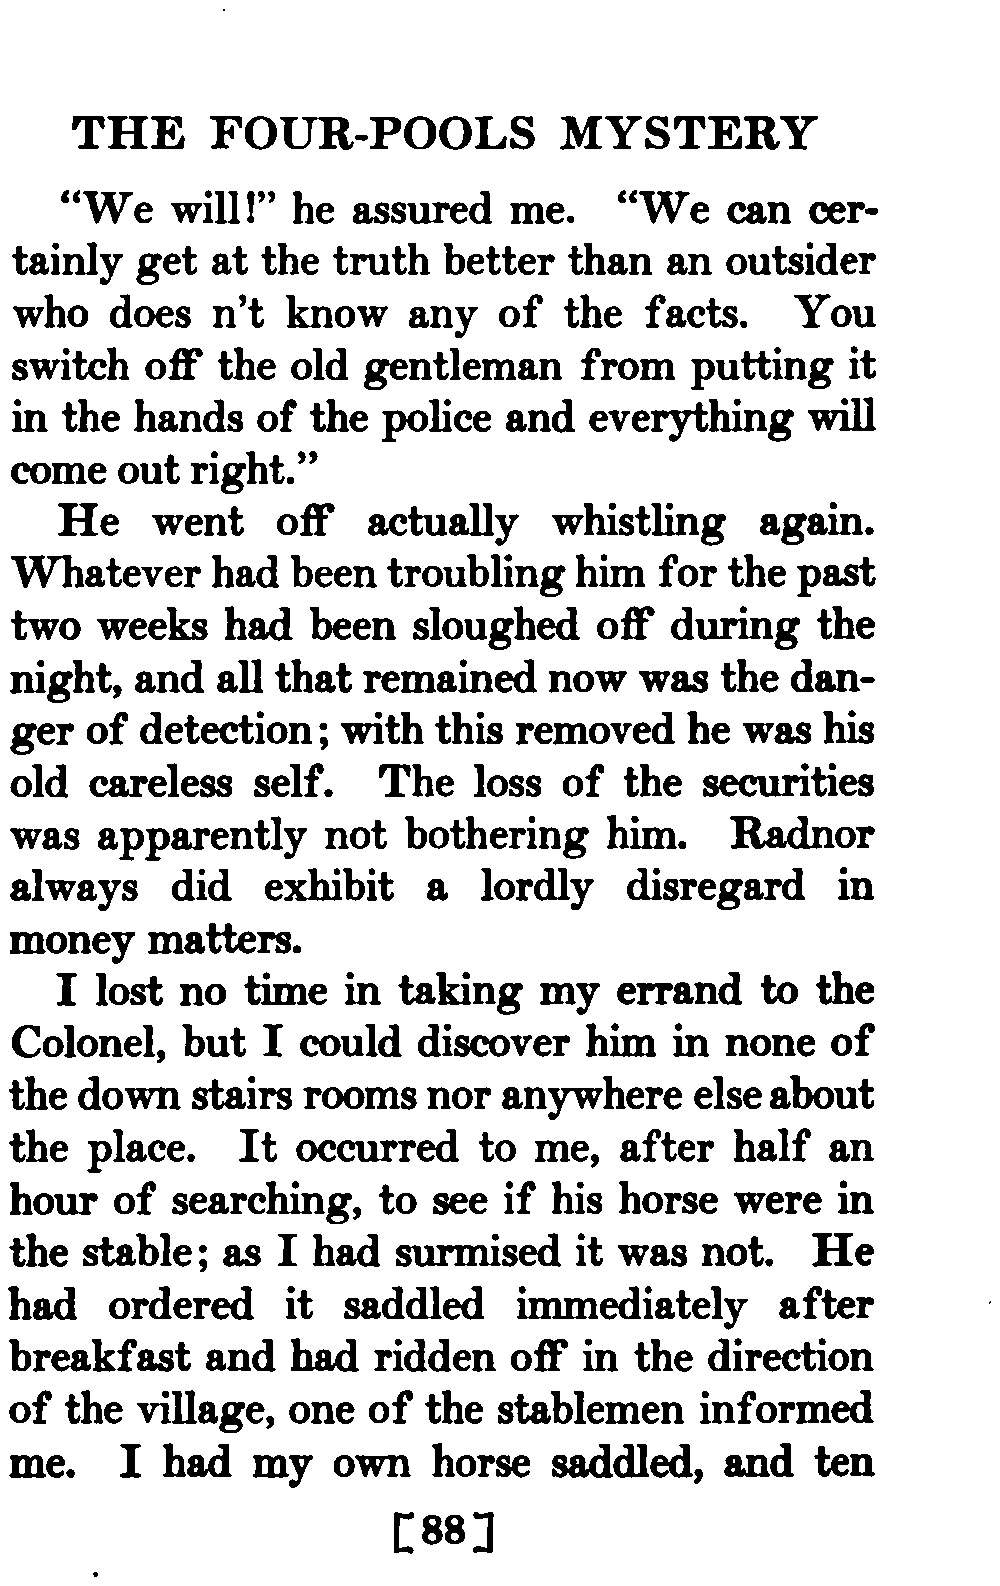 THE FOUR-POOLS MYSTERY
“We will!” he assured me. “We can cer-
tainly get at the truth better than an outsider
who does n't know any of the facts. You
switch off the old gentleman from putting it
in the hands of the police and everything will
come out right.”
He went off actually whistling again.
Whatever had been troubling him for the past
two weeks had been sloughed off during the
night, and all that remained now was the dan-
ger of detection; with this removed he was his
old careless self. The loss of the securities
was apparently not bothering him. Radnor
always did exhibit a lordly disregard in
money matters.
I lost no time in taking my errand to the
Colonel, but I could discover him in none of
the down stairs rooms nor anywhere else about
the place. It occurred to me, after half an
hour of searching, to see if his horse were in
the stable; as I had surmised it was not. He
had ordered it saddled immediately after
breakfast and had ridden off in the direction
of the village, one of the stablemen informed
me. I had my own horse saddled, and ten
[88]